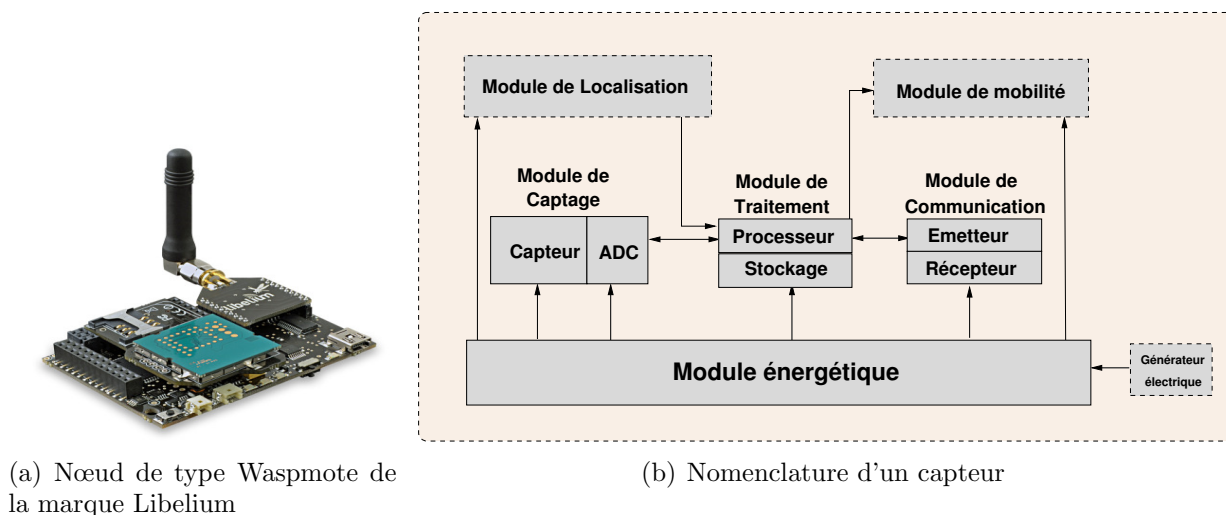 libelium
Module de Localisation
Module de mobilité
Module de
Captage
Module de
Traitement
Module de
Communication
Capteur
ADC
Processeur
Stockage
Emetteur
Récepteur
Module énergétique
Générateur
électrique
(a) Nœud de type Waspmote de
la marque Libelium
(b) Nomenclature d'un capteur